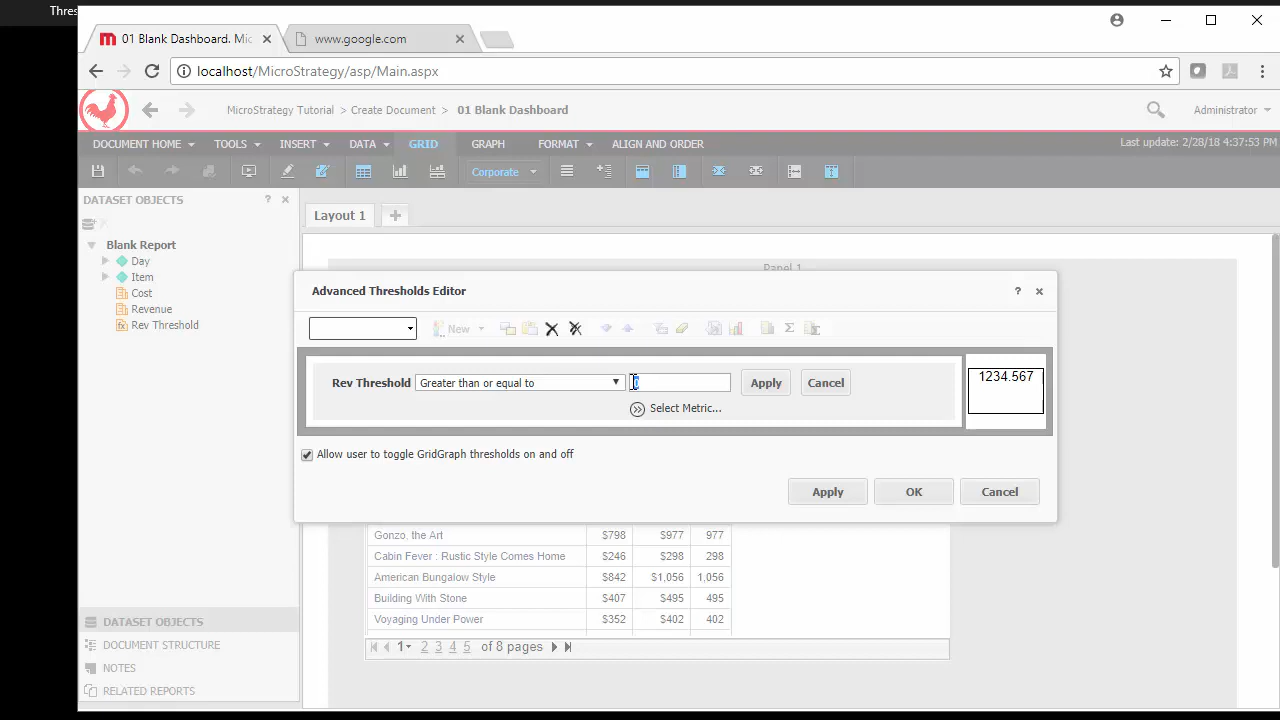 Thres
01 Blank Dashboard. Mic
www.google.com
localhost/MicroStrategy/asp/Main.aspx
MicroStrategy Tutorial > Create Document > 01 Blank Dashboard
Administrator
DOCUMENT HOME TOOLS INSERT DATA GRID GRAPH FORMAT ALIGN AND ORDER
Last update: 2/28/18 4:37:53 PM
Corporate
DATASET OBJECTS ?
Layout 1 +
Blank Report
Day
Item
Cost
Revenue
Rev Threshold
Panel 1
Advanced Thresholds Editor ?
New
Rev Threshold Greater than or equal to 0 Apply Cancel
1234.567
Select Metric...
Allow user to toggle GridGraph thresholds on and off
Apply OK Cancel
Gonzo, the Art $798 $977 977
Cabin Fever : Rustic Style Comes Home $246 $298 298
American Bungalow Style $842 $1,056 1,056
Building With Stone $407 $495 495
Voyaging Under Power $352 $402 402
1 2 3 4 5 of 8 pages
DATASET OBJECTS
DOCUMENT STRUCTURE
NOTES
RELATED REPORTS